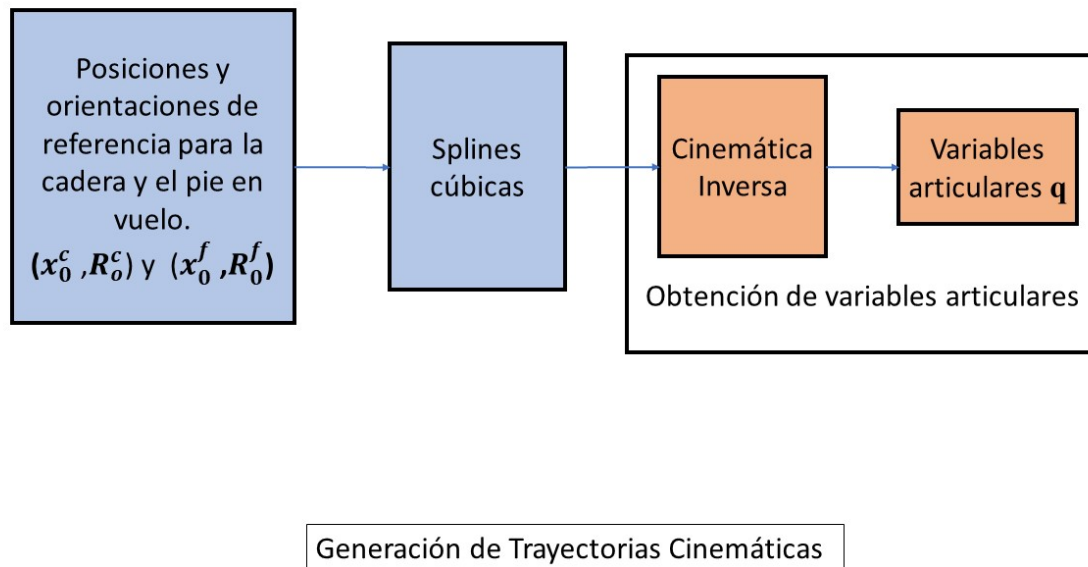 Posiciones y
orientaciones de
referencia para la
cadera y el pie en
vuelo.
(x₀ᶜ ,Rₒᶜ) y (x₀ᶠ ,R₀ᶠ)
Splines
cúbicas
Cinemática
Inversa
Variables
articulares q
Obtención de variables articulares
Generación de Trayectorias Cinemáticas